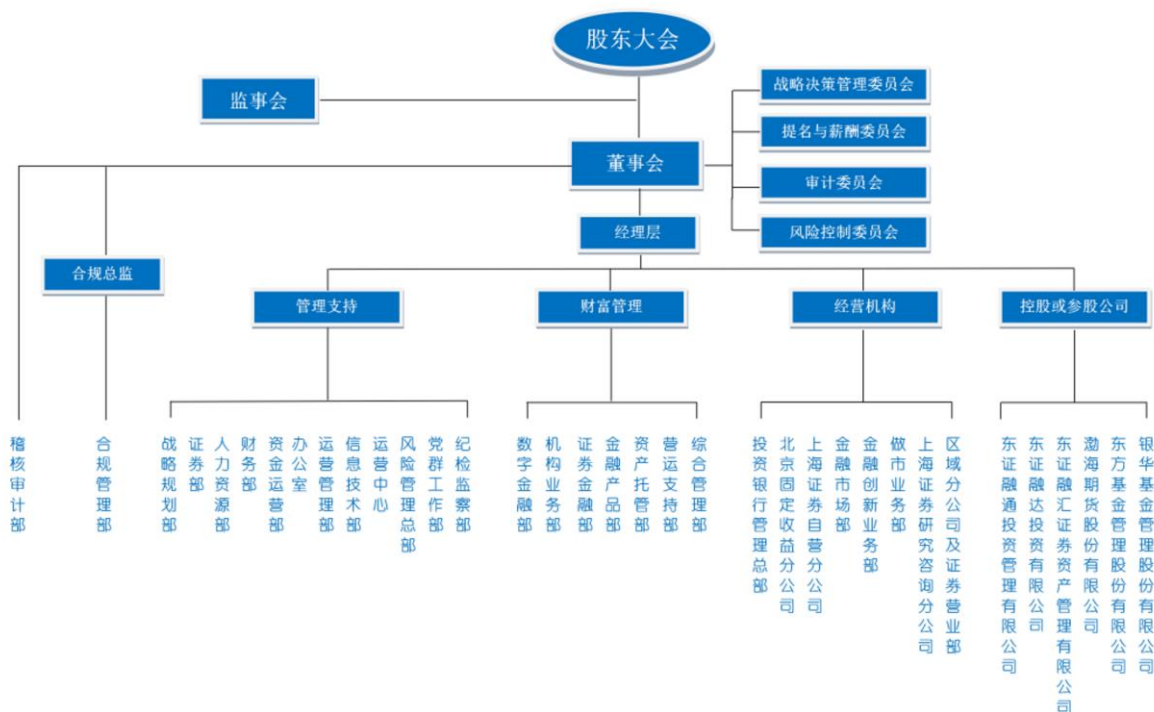 股东大会
监事会
战略决策管理委员会
提名与薪酬委员会
董事会
审计委员会
经理层
风险控制委员会
合规总监
管理支持
财富管理
经营机构
控股或参股公司
稽核审计部
合规管理部
战略规划部
证券部
人力资源部
财务部
资金运营部
办公室
运营管理部
信息技术部
运营中心
风险管理总部
党群工作部
纪检监察部
数字金融部
机构业务部
证券金融部
金融产品部
资产托管部
营运支持部
综合管理部
投资银行管理总部
北京固定收益分公司
上海证券自营分公司
金融市场部
金融创新业务部
做市业务部
上海证券研究咨询分公司
区域分公司及证券营业部
东证融通投资管理有限公司
东证融达投资有限公司
东证融汇证券资产管理有限公司
渤海期货股份有限公司
东方基金管理股份有限公司
银华基金管理股份有限公司